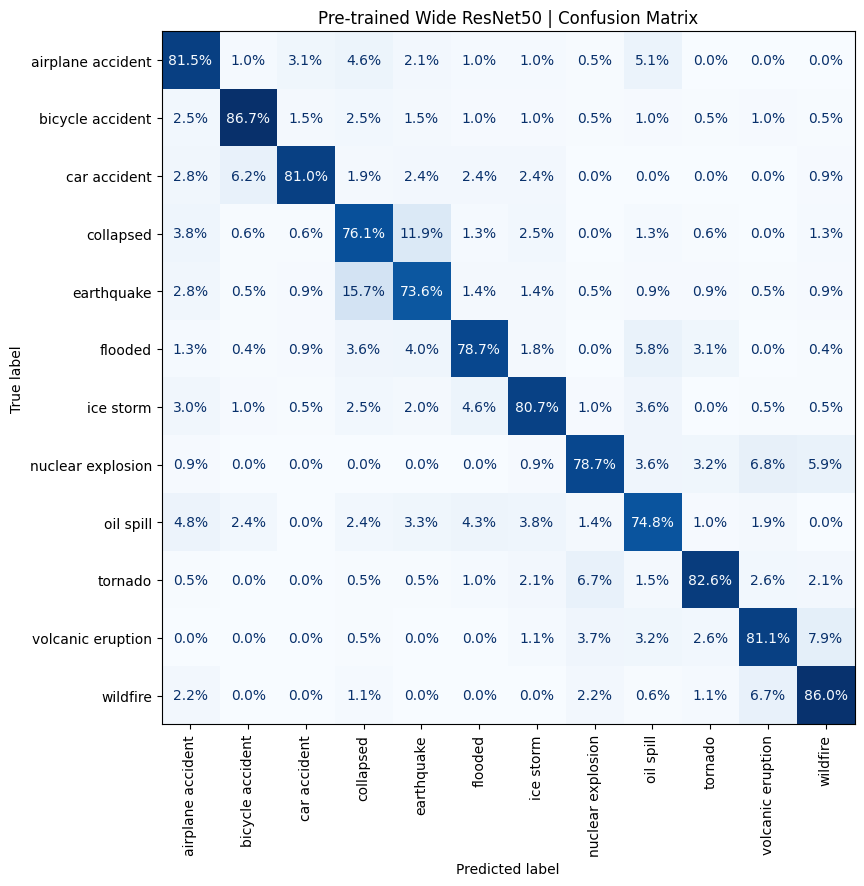 Pre-trained Wide ResNet50 | Confusion Matrix
airplane accident 81.5% 1.0% 3.1% 4.6% 2.1% 1.0% 1.0% 0.5% 5.1% 0.0% 0.0% 0.0%
bicycle accident 2.5% 86.7% 1.5% 2.5% 1.5% 1.0% 1.0% 0.5% 1.0% 0.5% 1.0% 0.5%
car accident 2.8% 6.2% 81.0% 1.9% 2.4% 2.4% 2.4% 0.0% 0.0% 0.0% 0.0% 0.9%
collapsed 3.8% 0.6% 0.6% 76.1% 11.9% 1.3% 2.5% 0.0% 1.3% 0.6% 0.0% 1.3%
earthquake 2.8% 0.5% 0.9% 15.7% 73.6% 1.4% 1.4% 0.5% 0.9% 0.9% 0.5% 0.9%
flooded 1.3% 0.4% 0.9% 3.6% 4.0% 78.7% 1.8% 0.0% 5.8% 3.1% 0.0% 0.4%
True label
ice storm 3.0% 1.0% 0.5% 2.5% 2.0% 4.6% 80.7% 1.0% 3.6% 0.0% 0.5% 0.5%
nuclear explosion 0.9% 0.0% 0.0% 0.0% 0.0% 0.0% 0.9% 78.7% 3.6% 3.2% 6.8% 5.9%
oil spill 4.8% 2.4% 0.0% 2.4% 3.3% 4.3% 3.8% 1.4% 74.8% 1.0% 1.9% 0.0%
tornado 0.5% 0.0% 0.0% 0.5% 0.5% 1.0% 2.1% 6.7% 1.5% 82.6% 2.6% 2.1%
volcanic eruption 0.0% 0.0% 0.0% 0.5% 0.0% 0.0% 1.1% 3.7% 3.2% 2.6% 81.1% 7.9%
wildfire 2.2% 0.0% 0.0% 1.1% 0.0% 0.0% 0.0% 2.2% 0.6% 1.1% 6.7% 86.0%
airplane accident
bicycle accident
car accident
collapsed
earthquake
flooded
ice storm
nuclear explosion
oil spill
tornado
volcanic eruption
wildfire
Predicted label